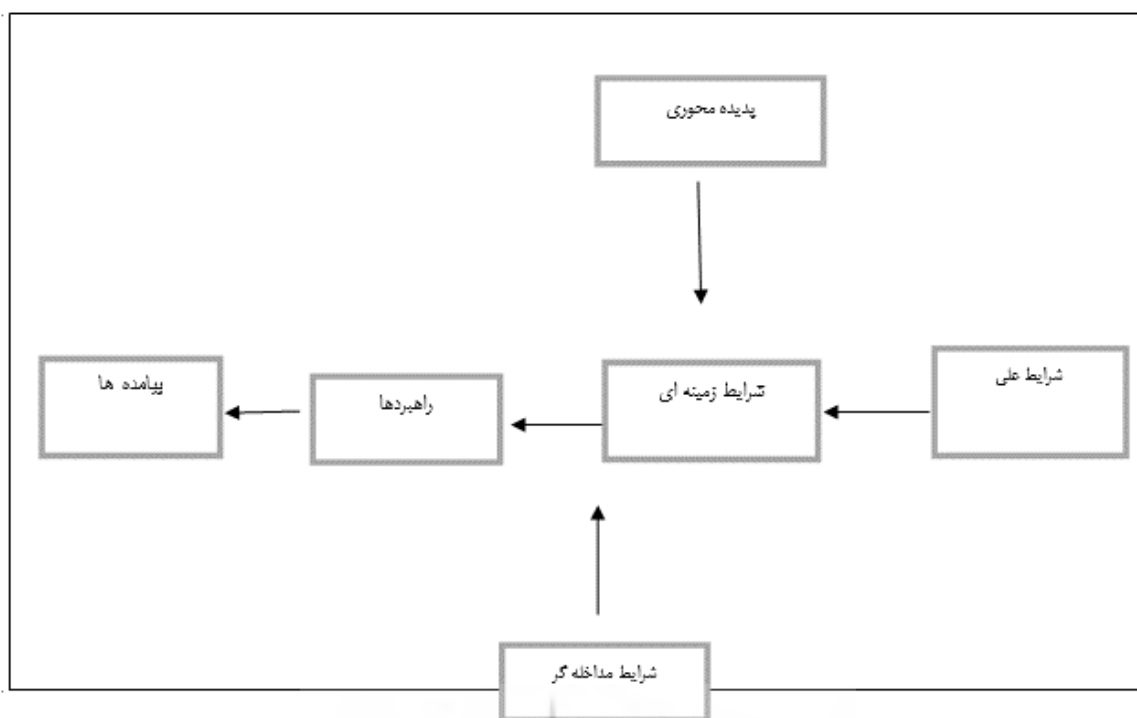 پدیده محوری
شرایط علی
شرایط زمینه ای
راهبردها
پیامده ها
شرایط مداخله گر